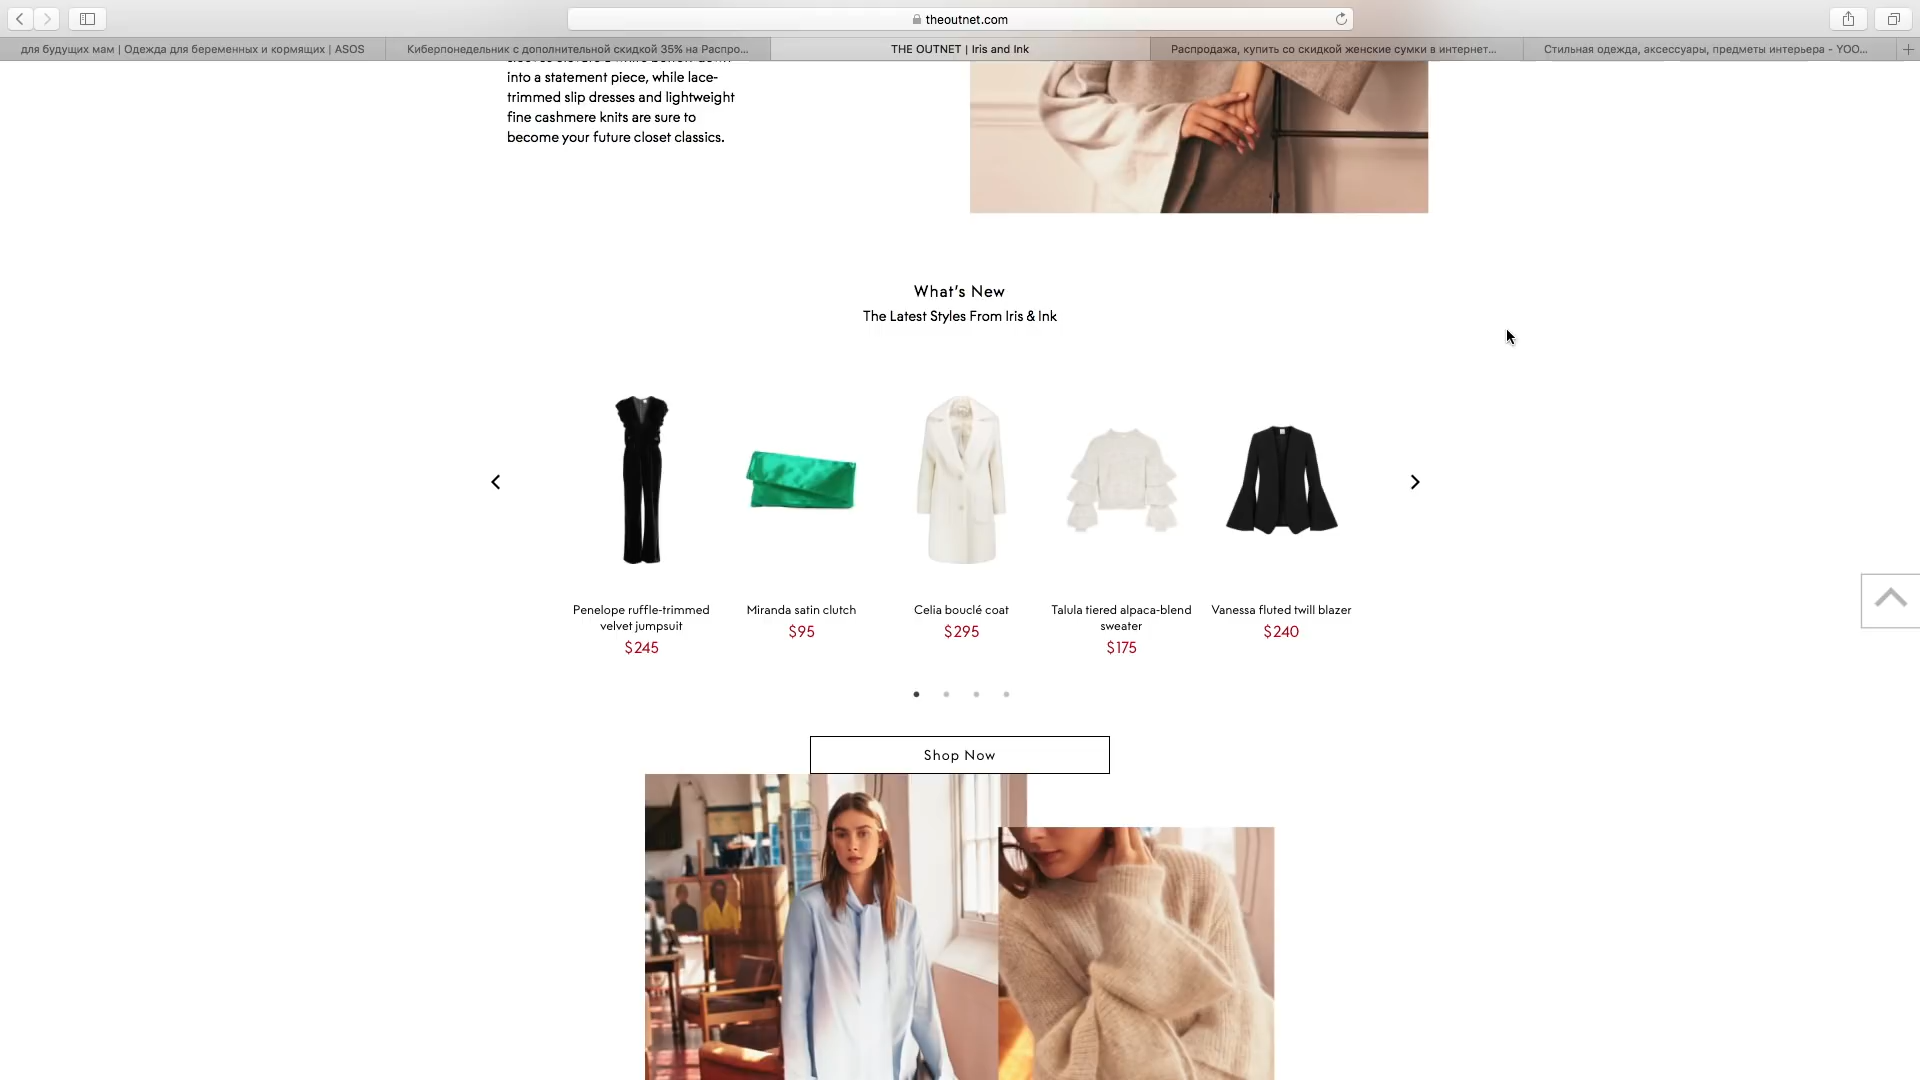 theoutnet.com
для будущих мам | Одежда для беременных и кормящих | ASOS
Киберпонедельник с дополнительной скидкой 35% на Распро...
THE OUTNET | Iris and Ink
Распродажа, купить со скидкой женские сумки в интернет...
Стильная одежда, аксессуары, предметы интерьера - YOO...
into a statement piece, while lace-
trimmed slip dresses and lightweight
fine cashmere knits are sure to
become your future closet classics.
What's New
The Latest Styles From Iris & Ink
Penelope ruffle-trimmed
velvet jumpsuit
$245
Miranda satin clutch
$95
Celia bouclé coat
$295
Talula tiered alpaca-blend
sweater
$175
Vanessa fluted twill blazer
$240
Shop Now